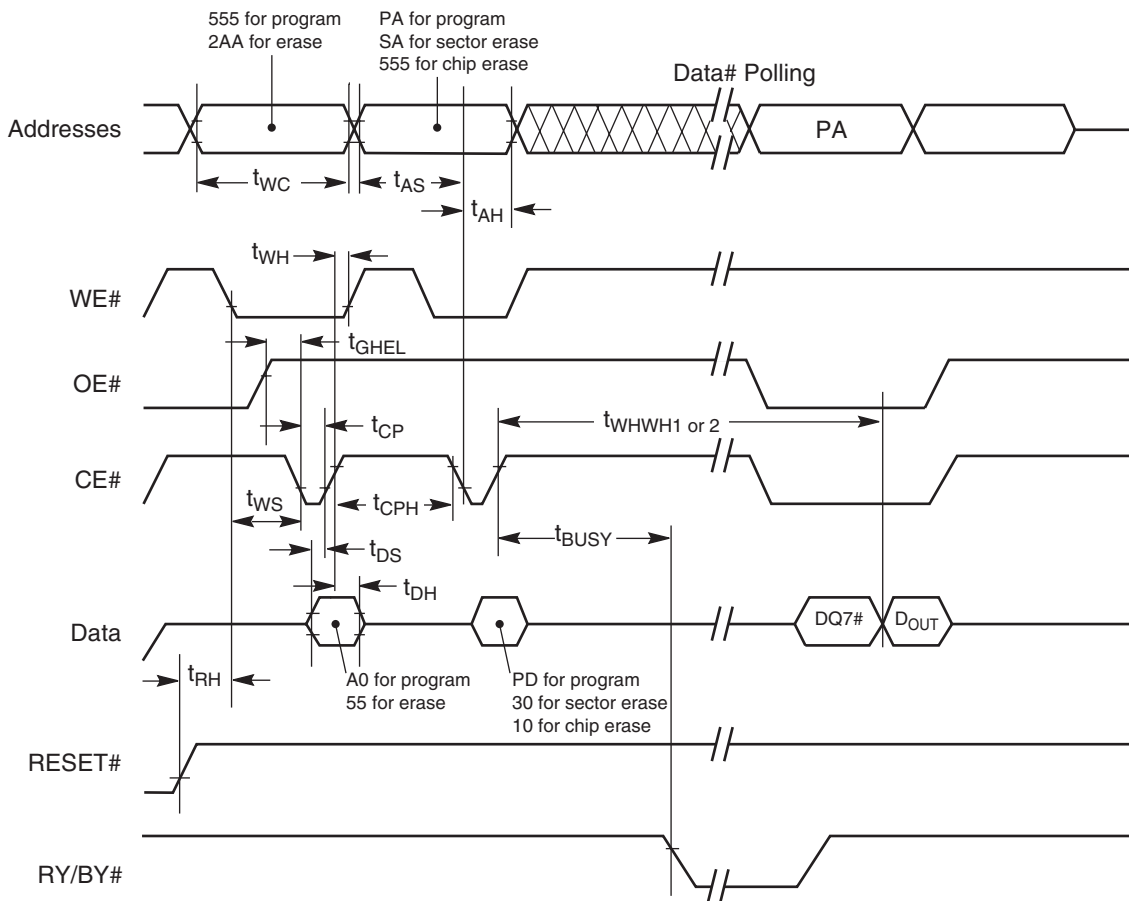 555 for program
2AA for erase
PA for program
SA for sector erase
555 for chip erase
Data# Polling
Addresses
PA
tWC
tAS
tAH
tWH
WE#
tGHEL
OE#
tWHWH1 or 2
tCP
CE#
tWS
tCPH
tBUSY
tDS
tDH
Data
DQ7#
DOUT
tRH
A0 for program
55 for erase
PD for program
30 for sector erase
10 for chip erase
RESET#
RY/BY#